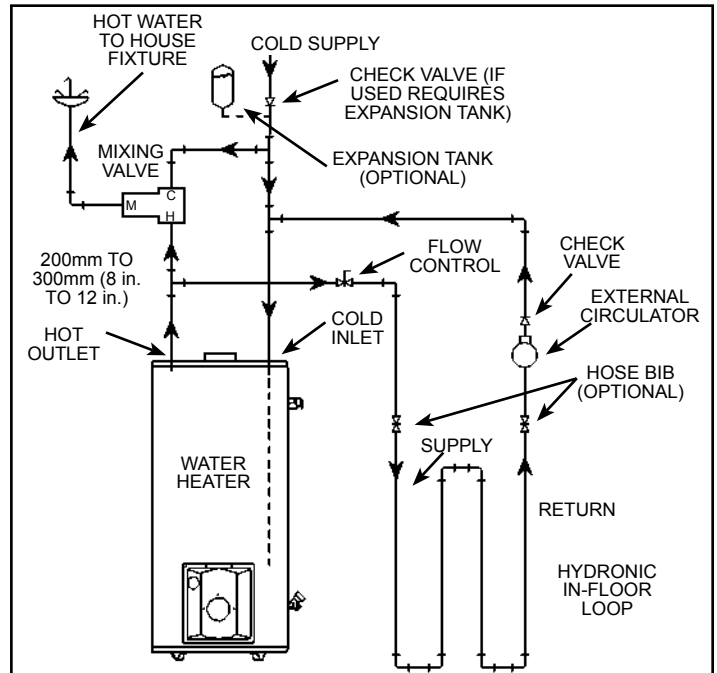 HOT WATER
TO HOUSE
FIXTURE
COLD SUPPLY
CHECK VALVE (IF
USED REQUIRES
EXPANSION TANK)
MIXING
VALVE
EXPANSION TANK
(OPTIONAL)
M
C
H
200mm TO
300mm (8 in.
TO 12 in.)
FLOW
CONTROL
CHECK
VALVE
EXTERNAL
CIRCULATOR
HOT
OUTLET
COLD
INLET
HOSE BIB
(OPTIONAL)
SUPPLY
WATER
HEATER
RETURN
HYDRONIC
IN-FLOOR
LOOP